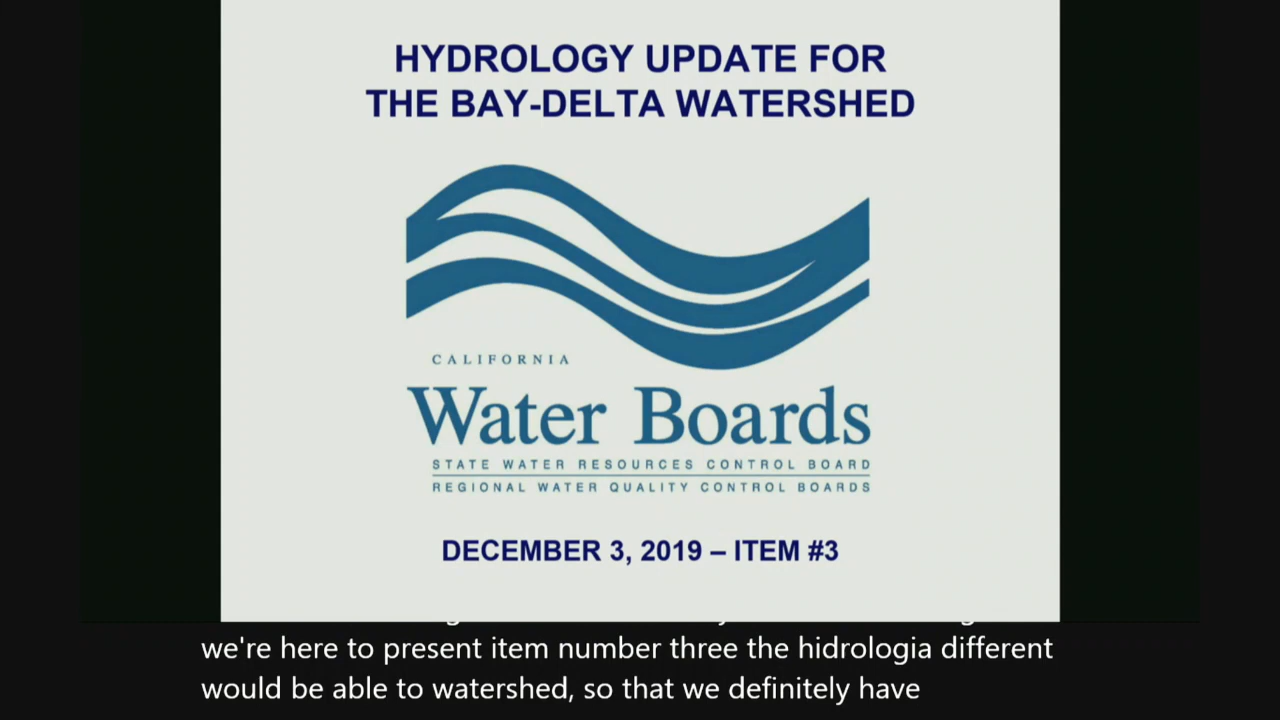 HYDROLOGY UPDATE FOR
THE BAY-DELTA WATERSHED
CALIFORNIA
Water Boards
STATE WATER RESOURCES CONTROL BOARD
REGIONAL WATER QUALITY CONTROL BOARDS
DECEMBER 3, 2019 – ITEM #3
we're here to present item number three the hidrologia different
would be able to watershed, so that we definitely have